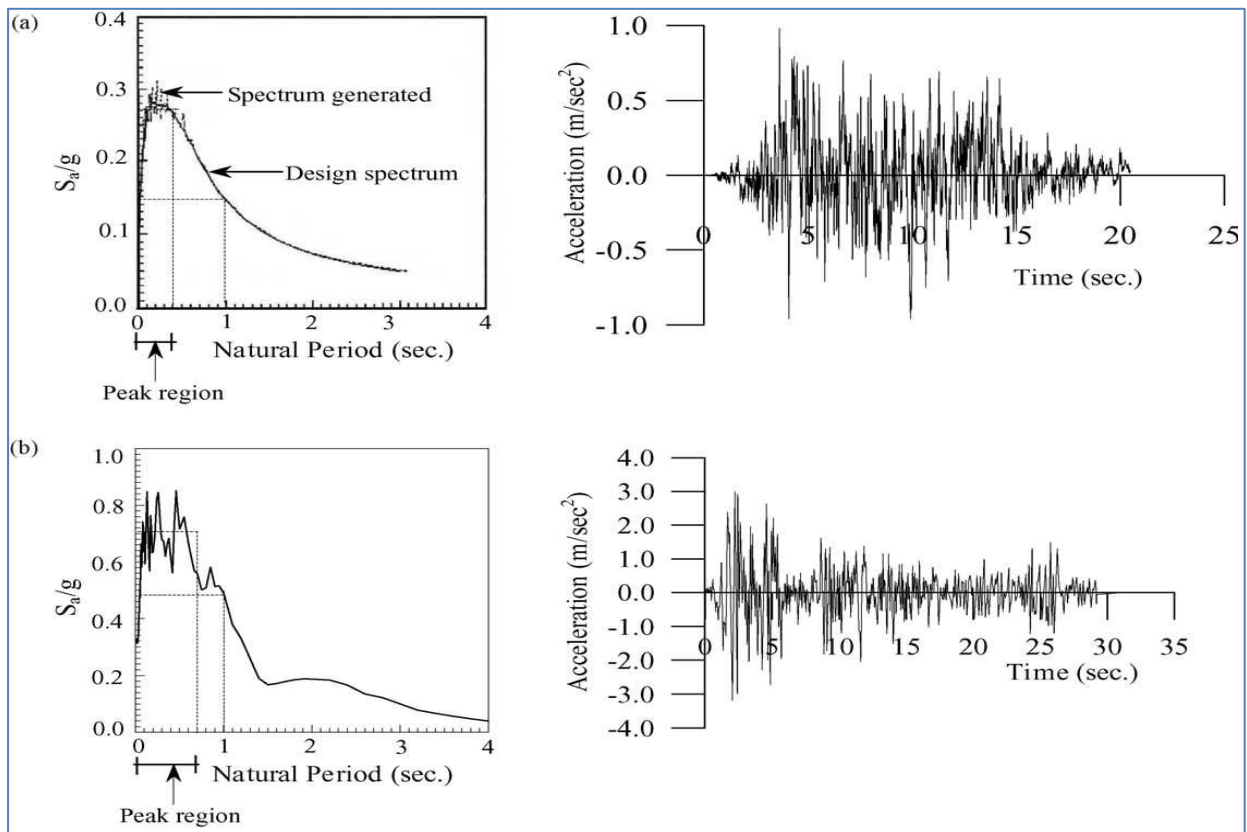 (a)
0.4
0.3
0.2
0.1
0.0
Sa/g
Spectrum generated
Design spectrum
0 1 2 3 4
Natural Period (sec.)
Peak region
1.0
0.5
0.0
-0.5
-1.0
Acceleration (m/sec²)
0 5 10 15 20 25
Time (sec.)
(b)
1.0
0.8
0.6
0.4
0.2
0.0
Sa/g
0 1 2 3 4
Natural Period (sec.)
Peak region
4.0
3.0
2.0
1.0
0.0
-1.0
-2.0
-3.0
-4.0
Acceleration (m/sec²)
0 5 10 15 20 25 30 35
Time (sec.)